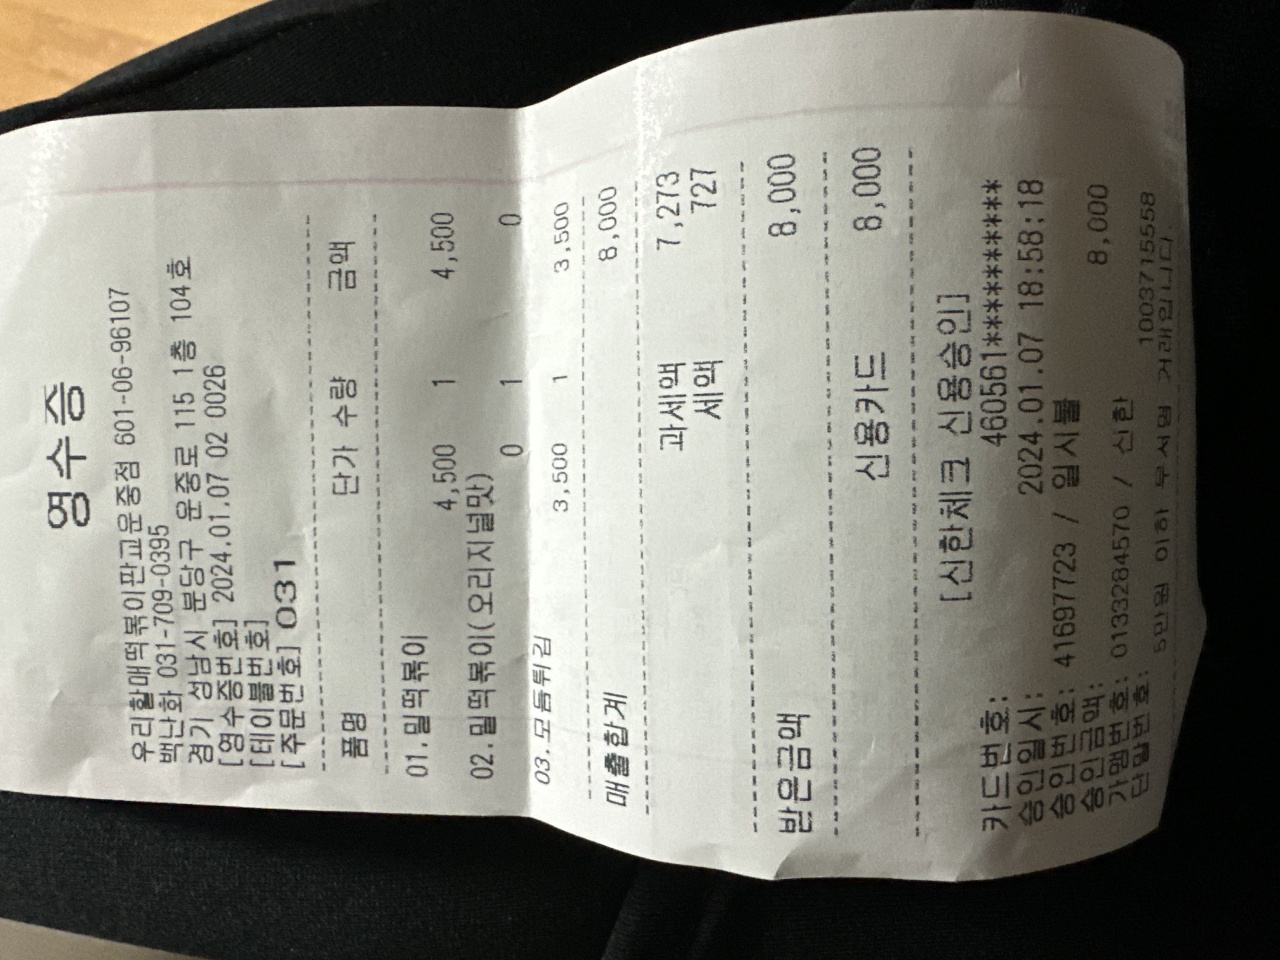 영수증
우리할매떡볶이판교운중점 601-06-96107
백난화 031-709-0395
경기 성남시 분당구 운중로 115 1층 104호
[영수증번호] 2024.01.07 02 0026
[테이블번호]
[주문번호] 031
품명 단가 수량 금액
01.밀떡볶이 4,500 1 4,500
02.밀떡볶이(오리지널맛)
0 1 0
03.모듬튀김 3,500 1 3,500
매출합계 8,000
과세액 7,273
세액 727
받은금액 8,000
신용카드 8,000
[신한체크 신용승인]
카드번호: 460561**********
승인일시: 2024.01.07 18:58:18
승인번호: 41697723 / 일시불
승인금액: 8,000
가맹번호: 0133284570 / 신한
단말번호: 1003715558
5만원 이하 무서명 거래입니다.